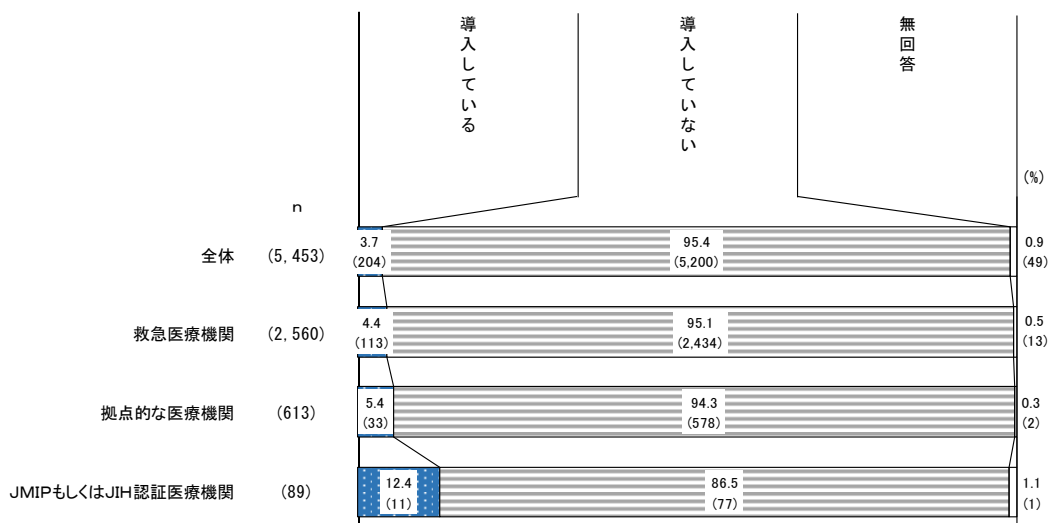 導入している
導入していない
無回答
(%)
n
全体 (5,453) 3.7 (204) 95.4 (5,200) 0.9 (49)
救急医療機関 (2,560) 4.4 (113) 95.1 (2,434) 0.5 (13)
拠点的な医療機関 (613) 5.4 (33) 94.3 (578) 0.3 (2)
JMIPもしくはJIH認証医療機関 (89) 12.4 (11) 86.5 (77) 1.1 (1)